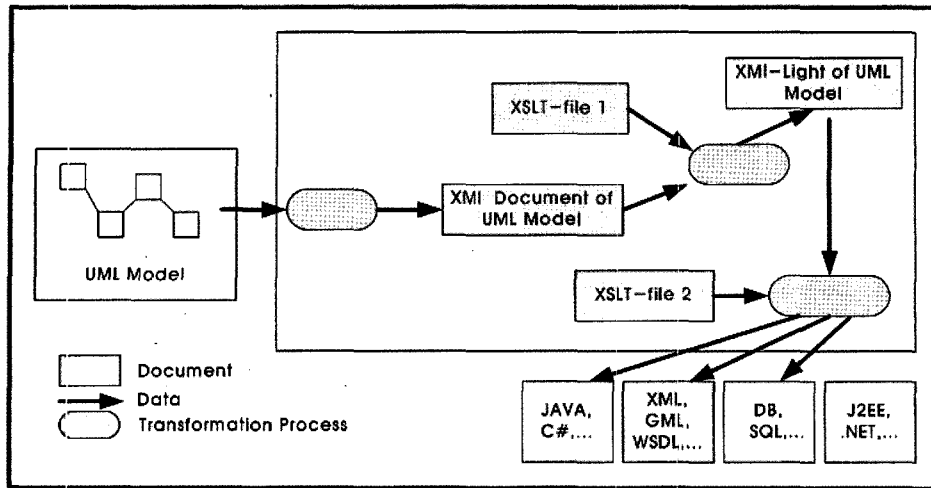 XMI-Light of UML
Model
XSLT-file 1
XMI Document of
UML Model
UML Model
XSLT-file 2
Document
Data
Transformation Process
JAVA,
C#,...
XML,
GML,
WSDL,...
DB,
SQL,...
J2EE,
.NET,...